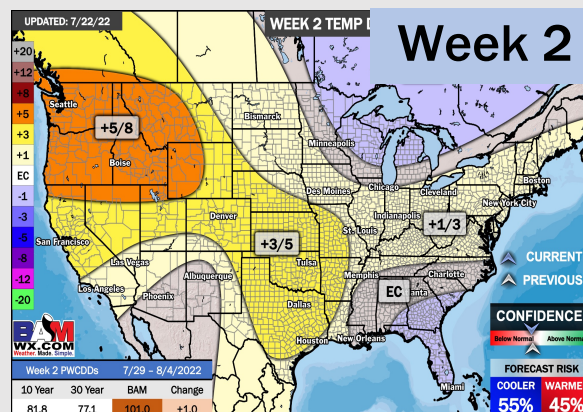 UPDATED: 7/22/22
WEEK 2 TEMP
Week 2
+20
+12
+8
+5
+3
+1
EC
-1
-3
-5
-8
-12
-20
Seattle
+5/8
Boise
Bismarck
Minneapolis
Boston
Des Moines
Chicago
Cleveland
New York City
Denver
Indianapolis
+1/3
San Francisco
+3/5
St. Louis
Las Vegas
Tulsa
CURRENT
Los Angeles
Albuquerque
Memphis
Charlotte
PREVIOUS
Phoenix
EC
anta
Dallas
Houston
New Orleans
Miami
BAM
WX.COM
Weather. Made. Simple.
CONFIDENCE
Below Normal
Above Norm
Week 2 PWCDDs
7/29 - 8/4/2022
10 Year
30 Year
BAM
Change
81.8
77.1
101.0
+1.0
FORECAST RISK
COOLER
WARME
55%
45%